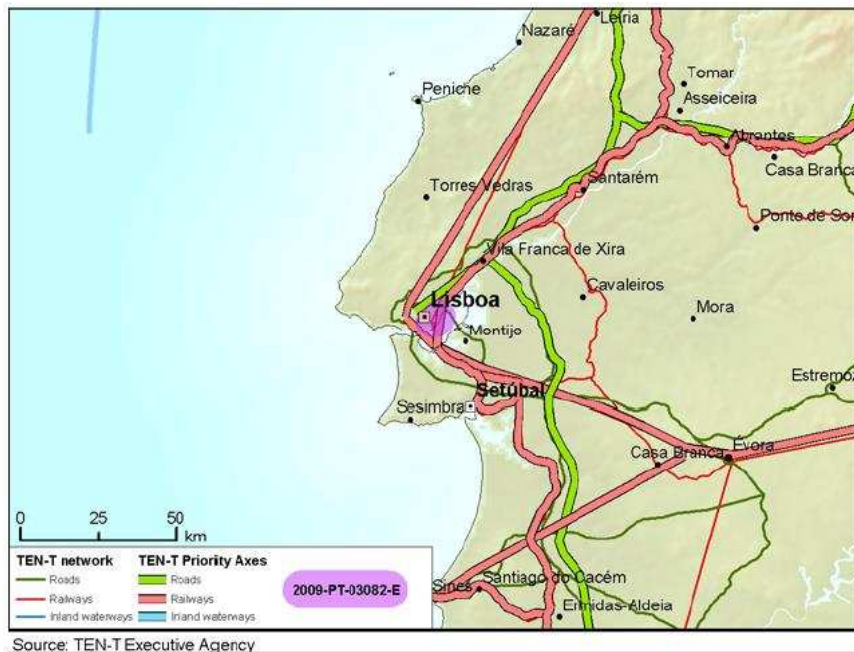 Leiria
Nazaré
Tomar
Peniche
Asseiceira
Abrantes
Casa Branca
Santarém
Torres Vedras
Ponte de Sor
Vila Franca de Xira
Cavaleiros
Lisboa
Mora
Montijo
Estremoz
Setúbal
Sesimbra
Évora
Casa Branca
0 25 50
km
TEN-T network TEN-T Priority Axes
Roads Roads
Railways Railways
Inland waterways Inland waterways
2009-PT-03082-E
Sines
Santiago do Cacém
Ermidas-Aldeia
Source: TEN-T Executive Agency